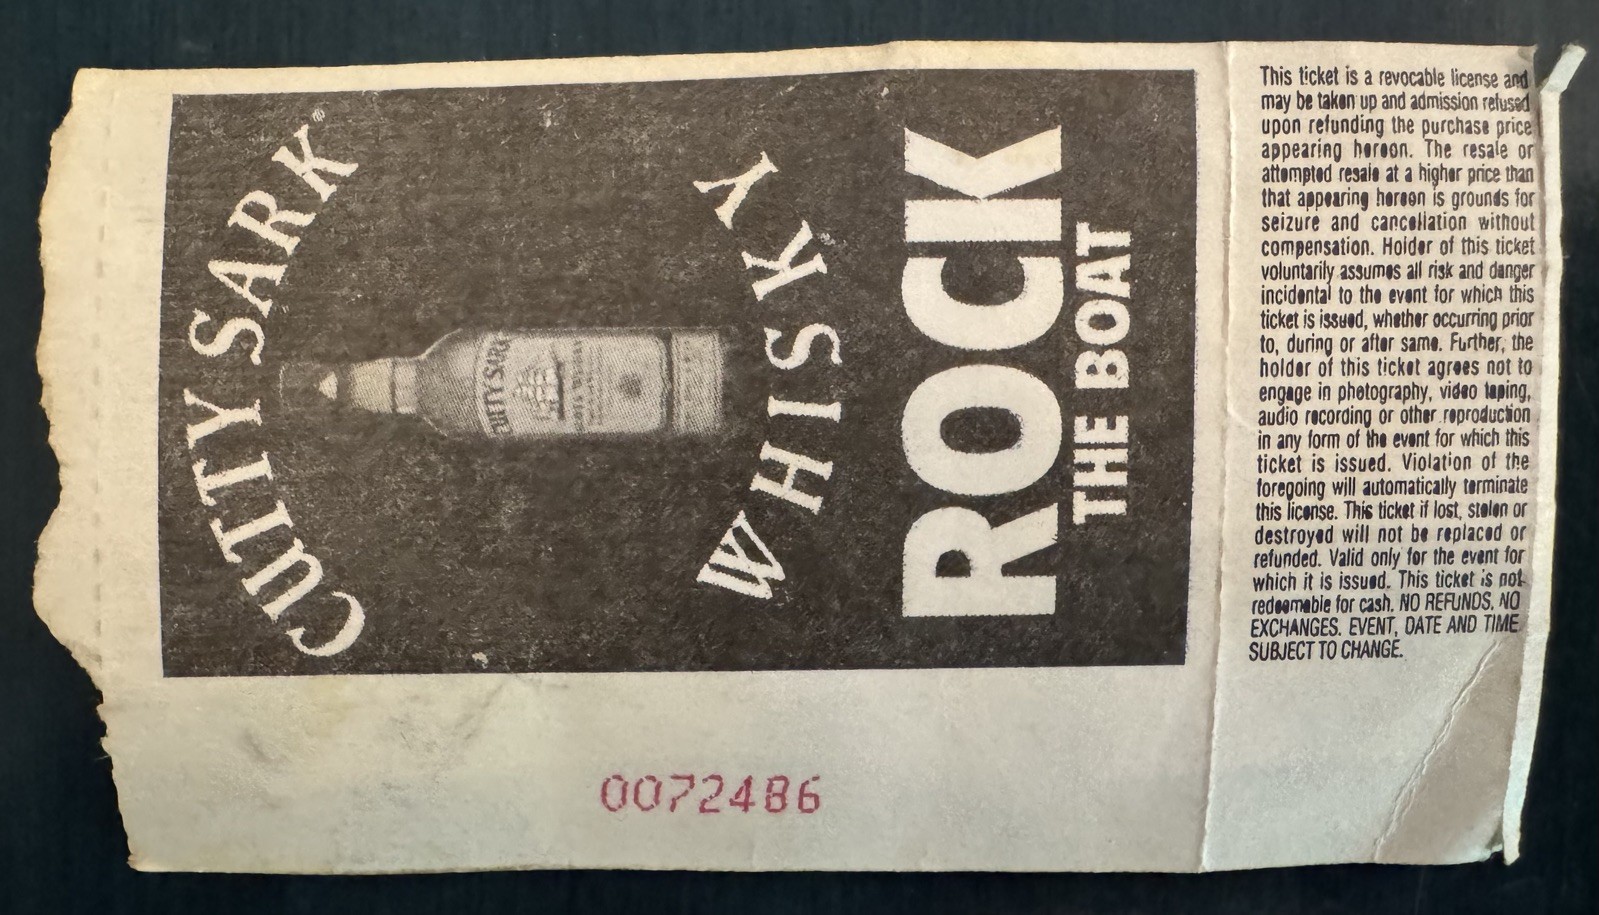 CUTTY SARK®
CUTTY SARK
SCOTS WHISKY
WHISKY
ROCK
THE BOAT
This ticket is a revocable license and
may be taken up and admission refused
upon refunding the purchase price
appearing hereon. The resale or
attempted resale at a higher price than
that appearing hereon is grounds for
seizure and cancellation without
compensation. Holder of this ticket
voluntarily assumes all risk and danger
incidental to the event for which this
ticket is issued, whether occurring prior
to, during or after same. Further, the
holder of this ticket agrees not to
engage in photography, video taping,
audio recording or other reproduction
in any form of the event for which this
ticket is issued. Violation of the
foregoing will automatically terminate
this license. This ticket if lost, stolen or
destroyed will not be replaced or
refunded. Valid only for the event for
which it is issued. This ticket is not
redeemable for cash. NO REFUNDS, NO
EXCHANGES. EVENT, DATE AND TIME
SUBJECT TO CHANGE.
0072486